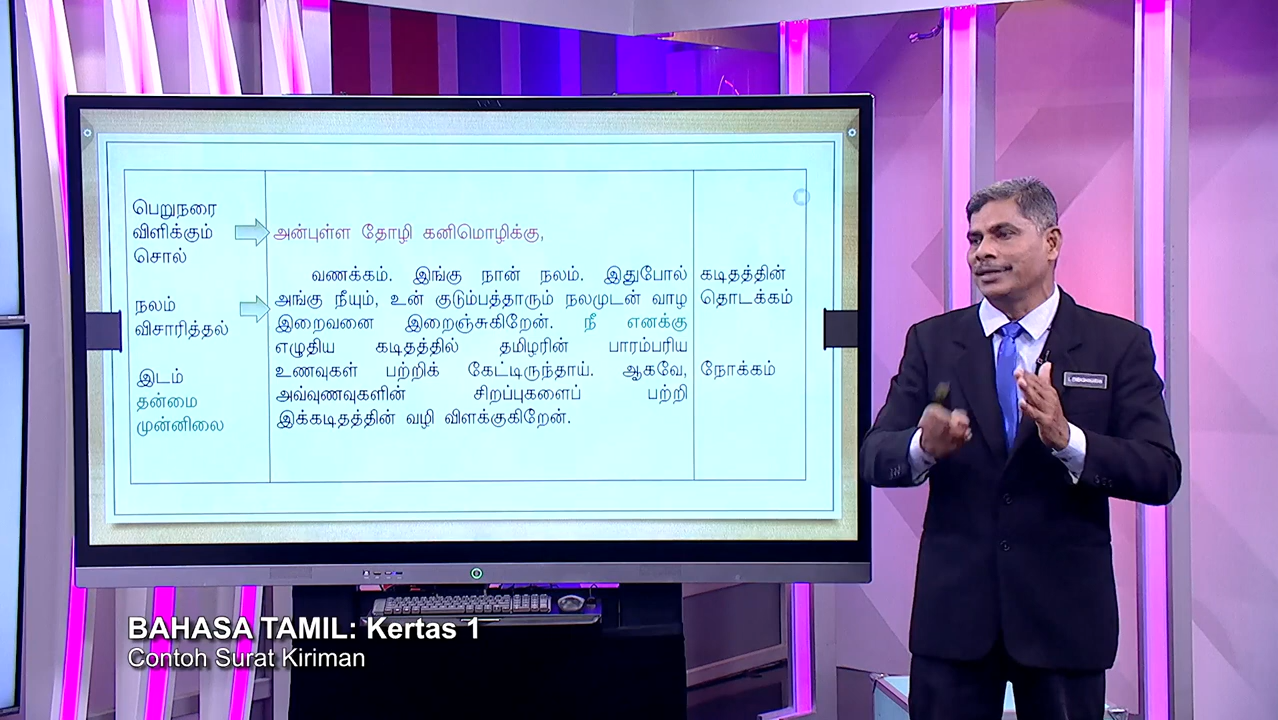 பெறுநரை
விளிக்கும்
சொல்
நலம்
விசாரித்தல்
இடம்
தன்மை
முன்னிலை
அன்புள்ள தோழி கனிமொழிக்கு,
வணக்கம். இங்கு நான் நலம். இதுபோல்
அங்கு நீயும், உன் குடும்பத்தாரும் நலமுடன் வாழ
இறைவனை இறைஞ்சுகிறேன். நீ எனக்கு
எழுதிய கடிதத்தில் தமிழரின் பாரம்பரிய
உணவுகள் பற்றிக் கேட்டிருந்தாய். ஆகவே,
அவ்வுணவுகளின் சிறப்புகளைப் பற்றி
இக்கடிதத்தின் வழி விளக்குகிறேன்.
கடிதத்தின்
தொடக்கம்
நோக்கம்
BAHASA TAMIL: Kertas 1
Contoh Surat Kiriman